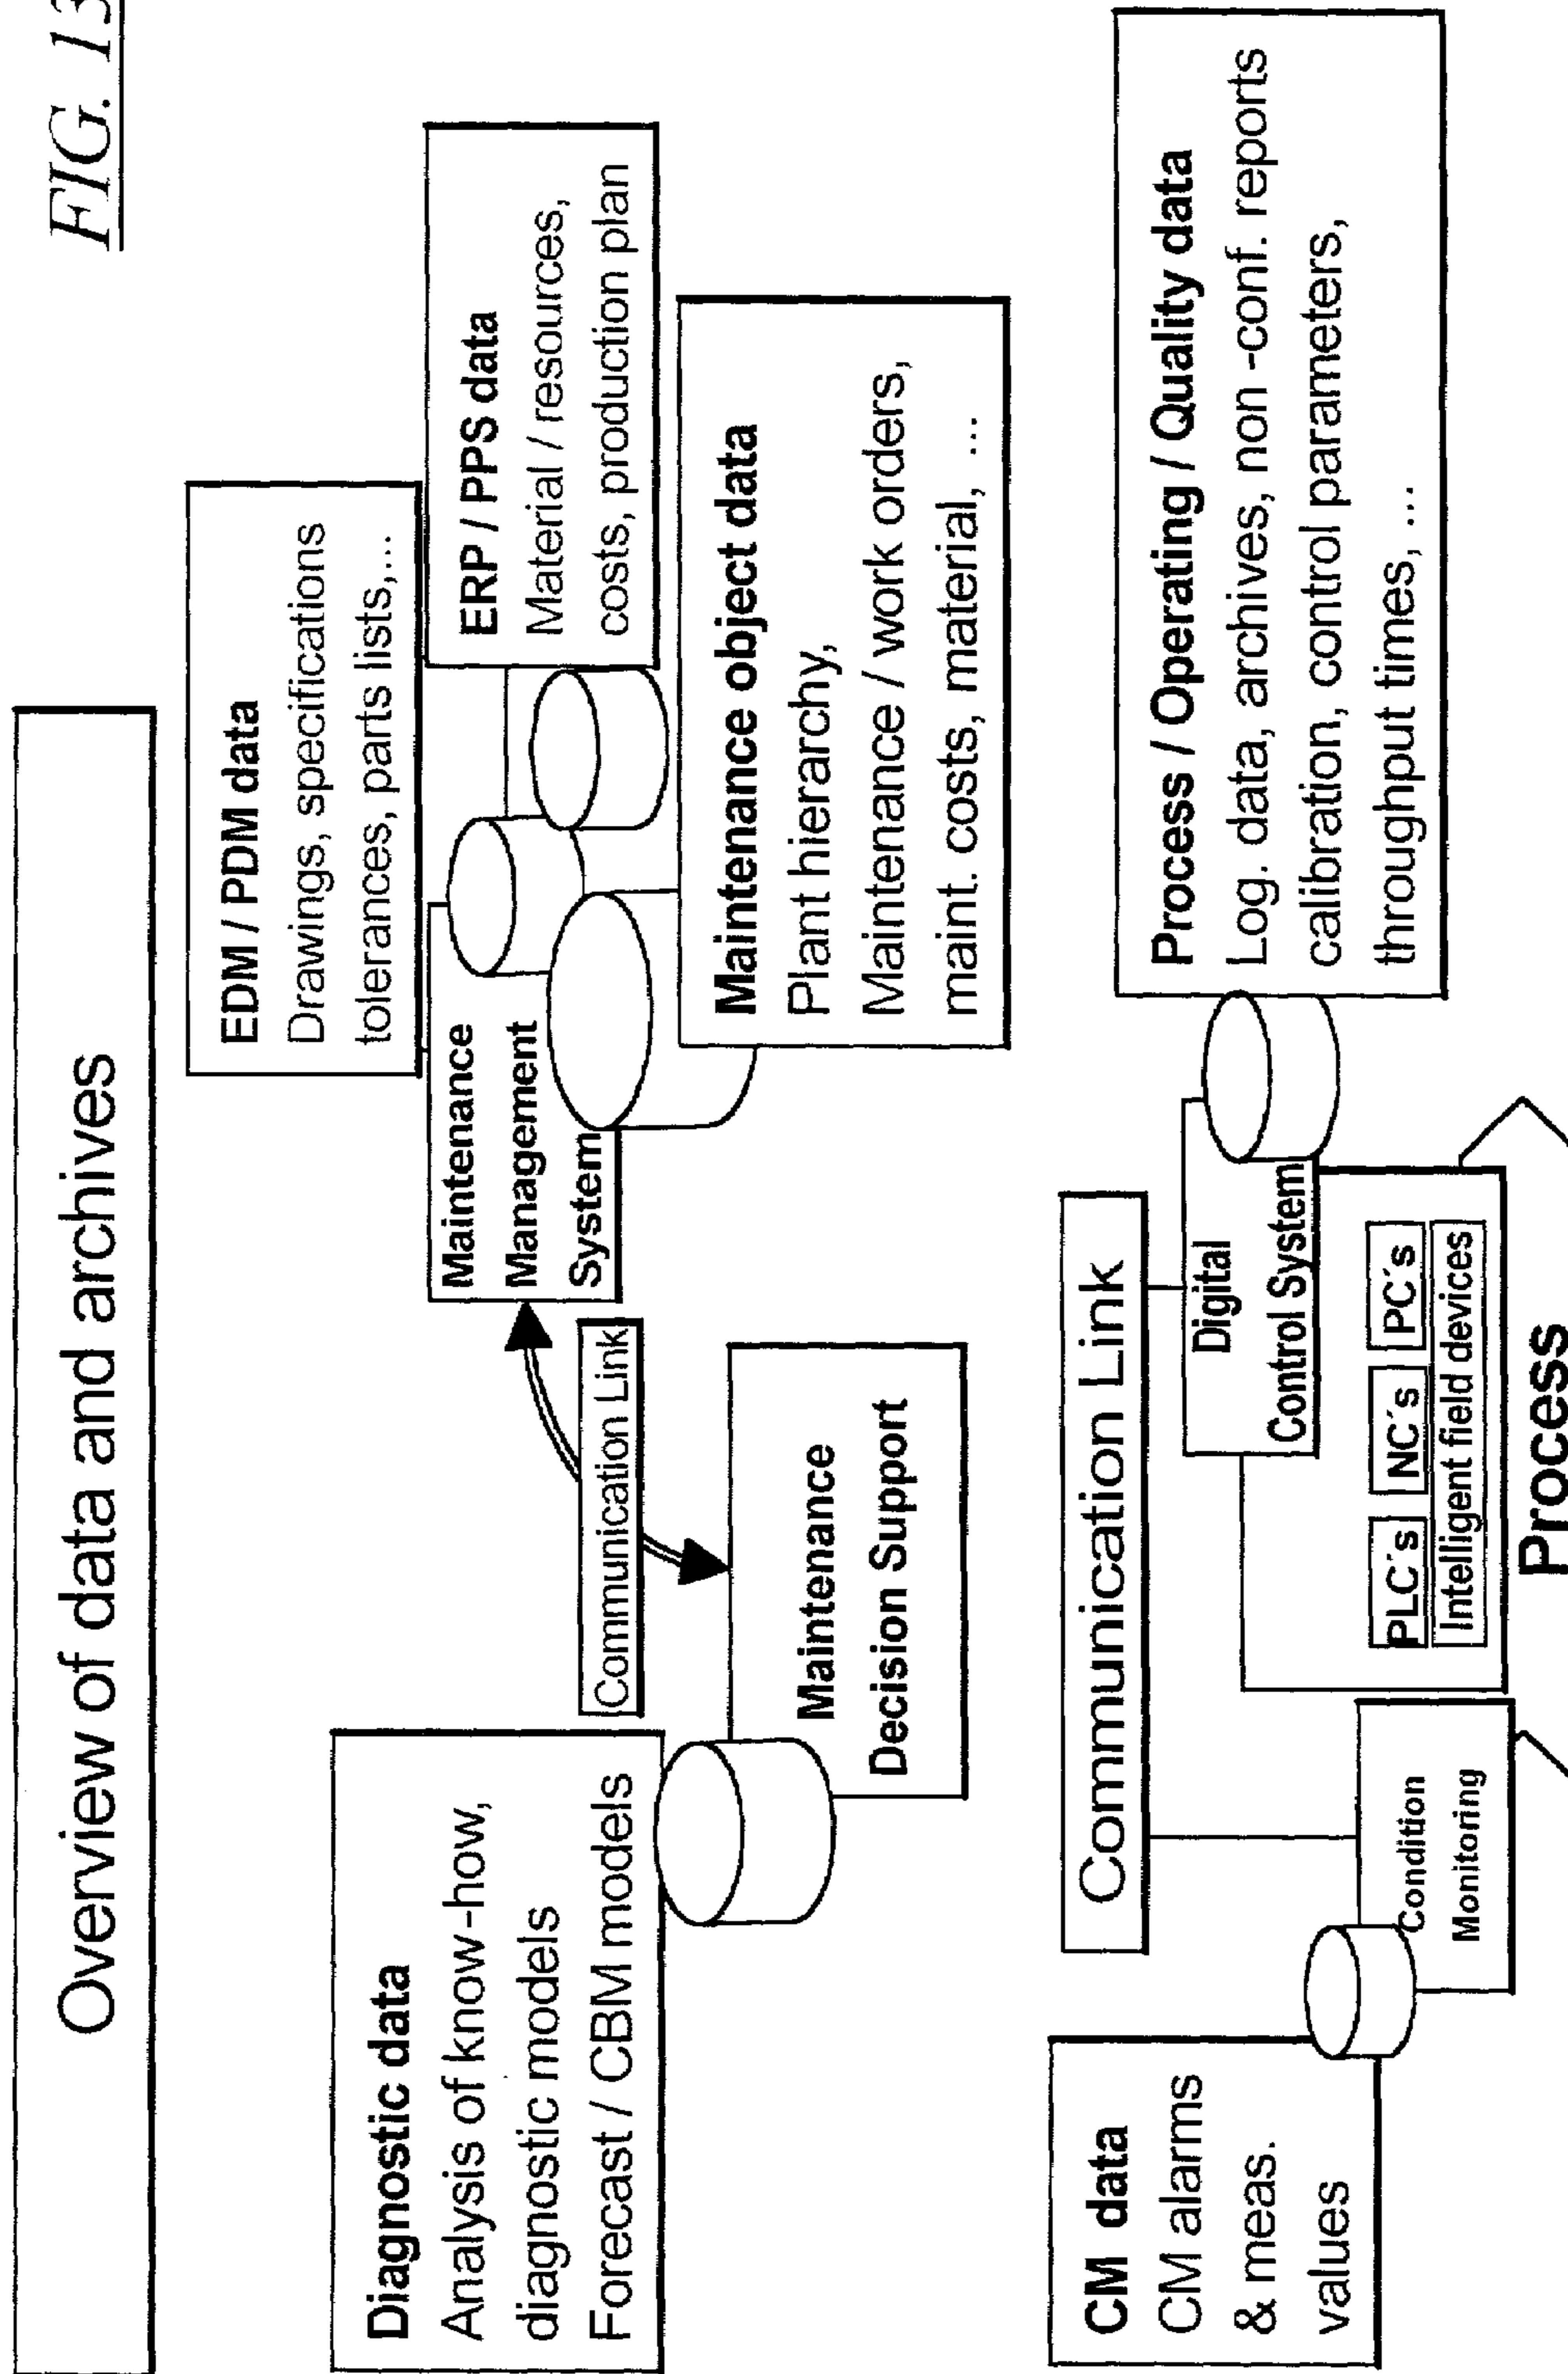 FIG. 13
Overview of data and archives
EDM / PDM data
Drawings, specifications
tolerances, parts lists,...
Diagnostic data
Analysis of know-how,
diagnostic models
Forecast / CBM models
Maintenance
Management
System
ERP / PPS data
Material / resources,
costs, production plan
Communication Link
Maintenance object data
Plant hierarchy,
Maintenance / work orders,
maint. costs, material, ...
Maintenance
Decision Support
Communication Link
CM data
CM alarms
& meas.
values
Condition
Monitoring
Digital
Control System
PLC´s NC´s PC´s
Intelligent field devices
Process / Operating / Quality data
Log. data, archives, non -conf. reports
calibration, control parameters,
throughput times, ...
Process